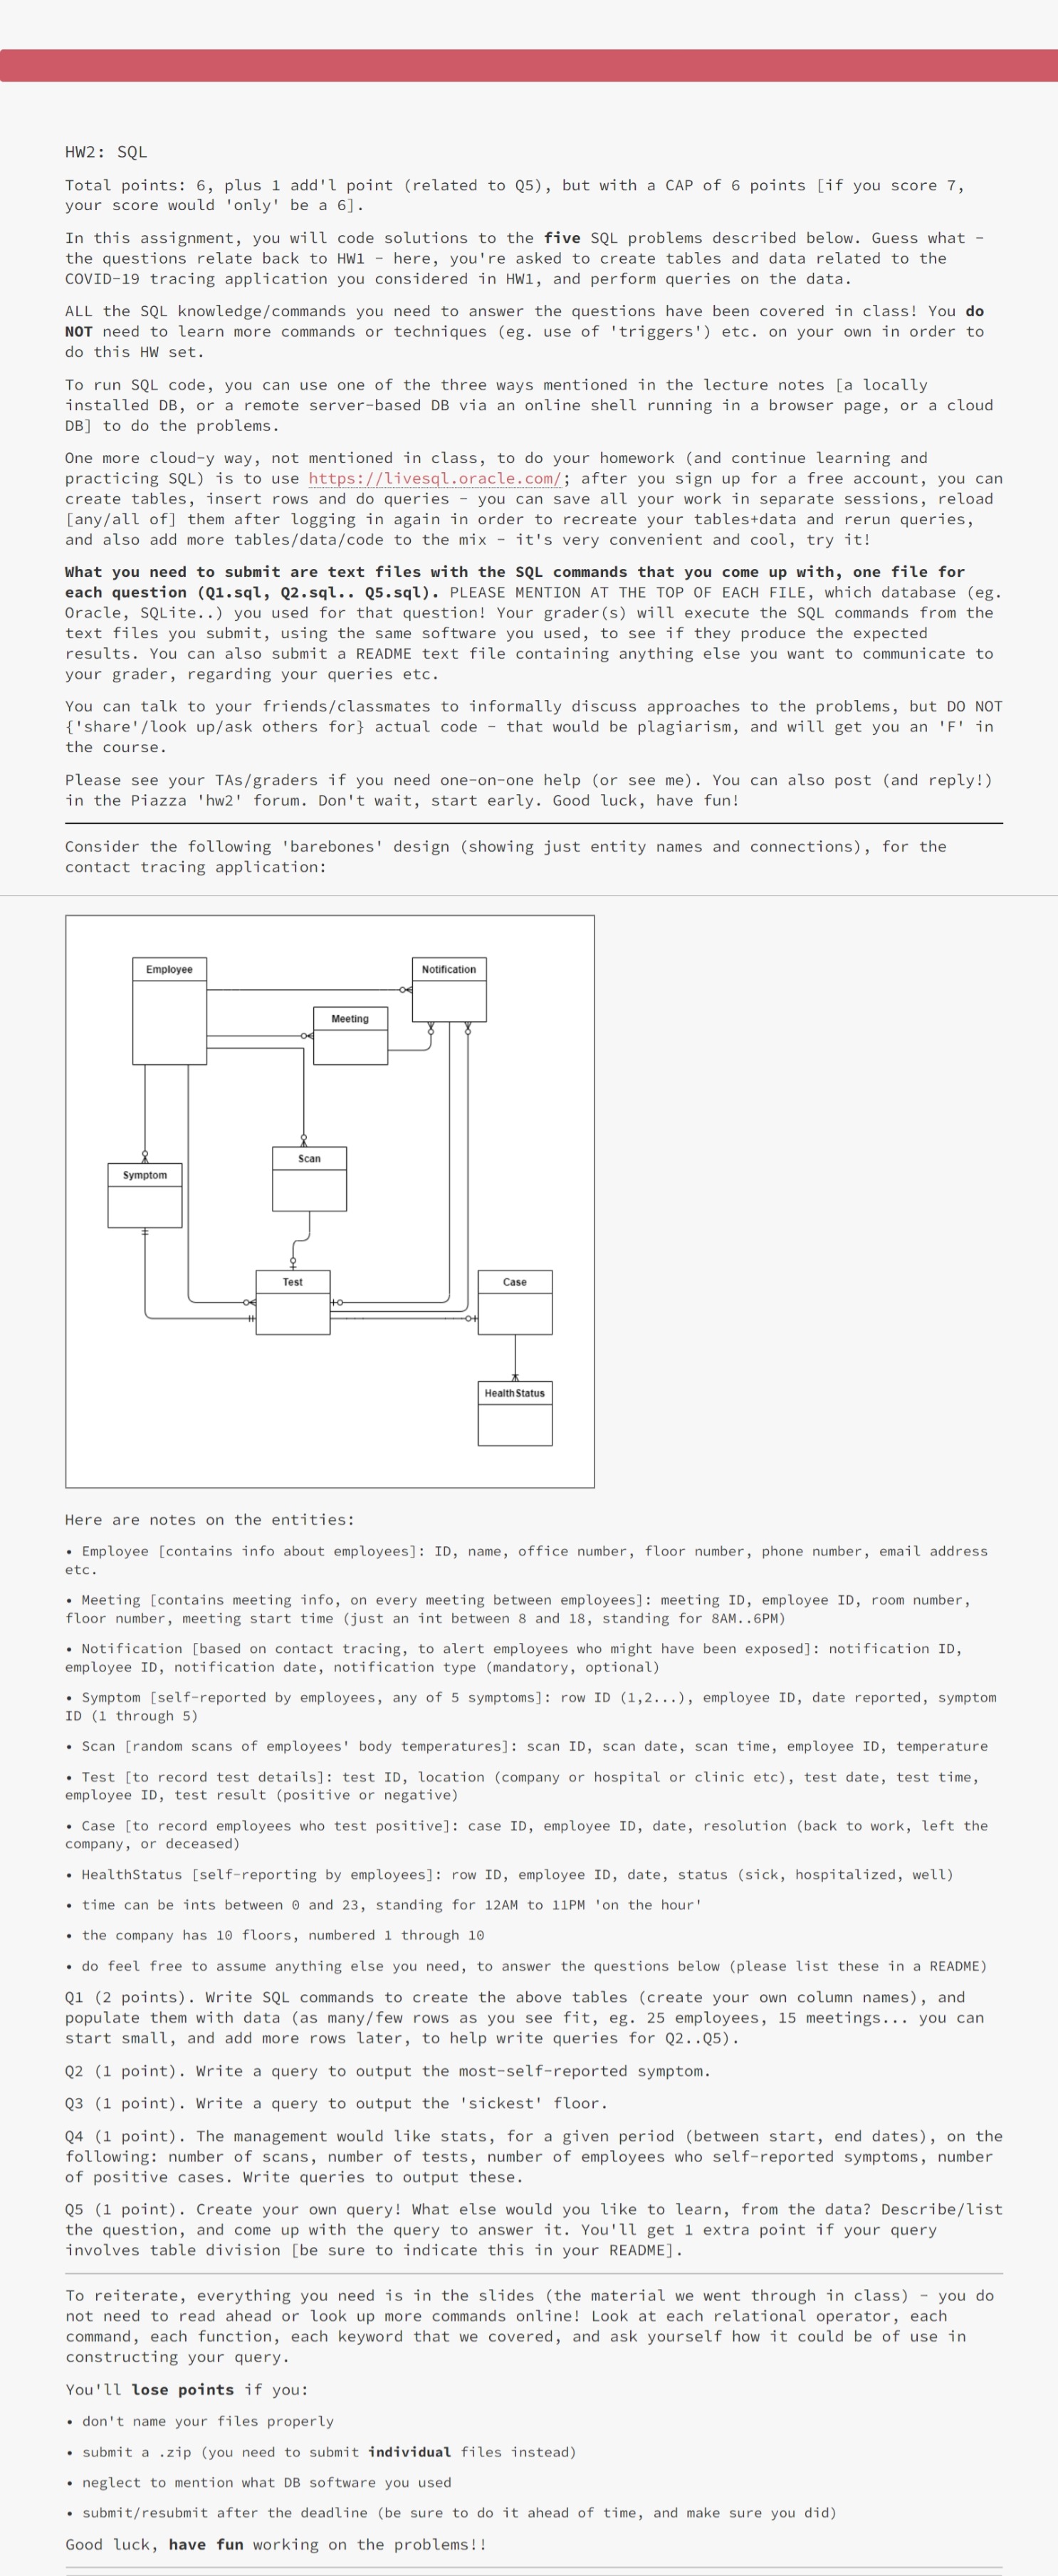 HW2: SQL
Total points: 6, plus 1 add'l point (related to Q5), but with a CAP of 6 points [if you score 7,
your score would 'only' be a 6].
In this assignment, you will code solutions to the five SQL problems described below. Guess what –
the questions relate back to HW1 – here, you're asked to create tables and data related to the
COVID-19 tracing application you considered in HW1, and perform queries on the data.
ALL the SQL knowledge/commands you need to answer the questions have been covered in class! You do
NOT need to learn more commands or techniques (eg. use of 'triggers') etc. on your own in order to
do this HW set.
To run SQL code, you can use one of the three ways mentioned in the lecture notes [a locally
installed DB, or a remote server-based DB via an online shell running in a browser page, or a cloud
DB] to do the problems.
One more cloud-y way, not mentioned in class, to do your homework (and continue learning and
practicing SQL) is to use https://livesql.oracle.com/; after you sign up for a free account, you can
create tables, insert rows and do queries – you can save all your work in separate sessions, reload
[any/all of] them after logging in again in order to recreate your tables+data and rerun queries,
and also add more tables/data/code to the mix – it's very convenient and cool, try it!
What you need to submit are text files with the SQL commands that you come up with, one file for
each question (Q1.sql, Q2.sql.. Q5.sql). PLEASE MENTION AT THE TOP OF EACH FILE, which database (eg.
Oracle, SQLite..) you used for that question! Your grader(s) will execute the SQL commands from the
text files you submit, using the same software you used, to see if they produce the expected
results. You can also submit a README text file containing anything else you want to communicate to
your grader, regarding your queries etc.
You can talk to your friends/classmates to informally discuss approaches to the problems, but DO NOT
{'share'/look up/ask others for} actual code – that would be plagiarism, and will get you an 'F' in
the course.
Please see your TAs/graders if you need one-on-one help (or see me). You can also post (and reply!)
in the Piazza 'hw2' forum. Don't wait, start early. Good luck, have fun!
Consider the following 'barebones' design (showing just entity names and connections), for the
contact tracing application:
Employee
Notification
Meeting
Scan
Symptom
Test
Case
HealthStatus
Here are notes on the entities:
• Employee [contains info about employees]: ID, name, office number, floor number, phone number, email address
etc.
• Meeting [contains meeting info, on every meeting between employees]: meeting ID, employee ID, room number,
floor number, meeting start time (just an int between 8 and 18, standing for 8AM..6PM)
• Notification [based on contact tracing, to alert employees who might have been exposed]: notification ID,
employee ID, notification date, notification type (mandatory, optional)
• Symptom [self-reported by employees, any of 5 symptoms]: row ID (1,2...), employee ID, date reported, symptom
ID (1 through 5)
• Scan [random scans of employees' body temperatures]: scan ID, scan date, scan time, employee ID, temperature
• Test [to record test details]: test ID, location (company or hospital or clinic etc), test date, test time,
employee ID, test result (positive or negative)
• Case [to record employees who test positive]: case ID, employee ID, date, resolution (back to work, left the
company, or deceased)
• HealthStatus [self-reporting by employees]: row ID, employee ID, date, status (sick, hospitalized, well)
• time can be ints between 0 and 23, standing for 12AM to 11PM 'on the hour'
• the company has 10 floors, numbered 1 through 10
• do feel free to assume anything else you need, to answer the questions below (please list these in a README)
Q1 (2 points). Write SQL commands to create the above tables (create your own column names), and
populate them with data (as many/few rows as you see fit, eg. 25 employees, 15 meetings... you can
start small, and add more rows later, to help write queries for Q2..Q5).
Q2 (1 point). Write a query to output the most-self-reported symptom.
Q3 (1 point). Write a query to output the 'sickest' floor.
Q4 (1 point). The management would like stats, for a given period (between start, end dates), on the
following: number of scans, number of tests, number of employees who self-reported symptoms, number
of positive cases. Write queries to output these.
Q5 (1 point). Create your own query! What else would you like to learn, from the data? Describe/list
the question, and come up with the query to answer it. You'll get 1 extra point if your query
involves table division [be sure to indicate this in your README].
To reiterate, everything you need is in the slides (the material we went through in class) – you do
not need to read ahead or look up more commands online! Look at each relational operator, each
command, each function, each keyword that we covered, and ask yourself how it could be of use in
constructing your query.
You'll lose points if you:
• don't name your files properly
• submit a .zip (you need to submit individual files instead)
• neglect to mention what DB software you used
• submit/resubmit after the deadline (be sure to do it ahead of time, and make sure you did)
Good luck, have fun working on the problems!!